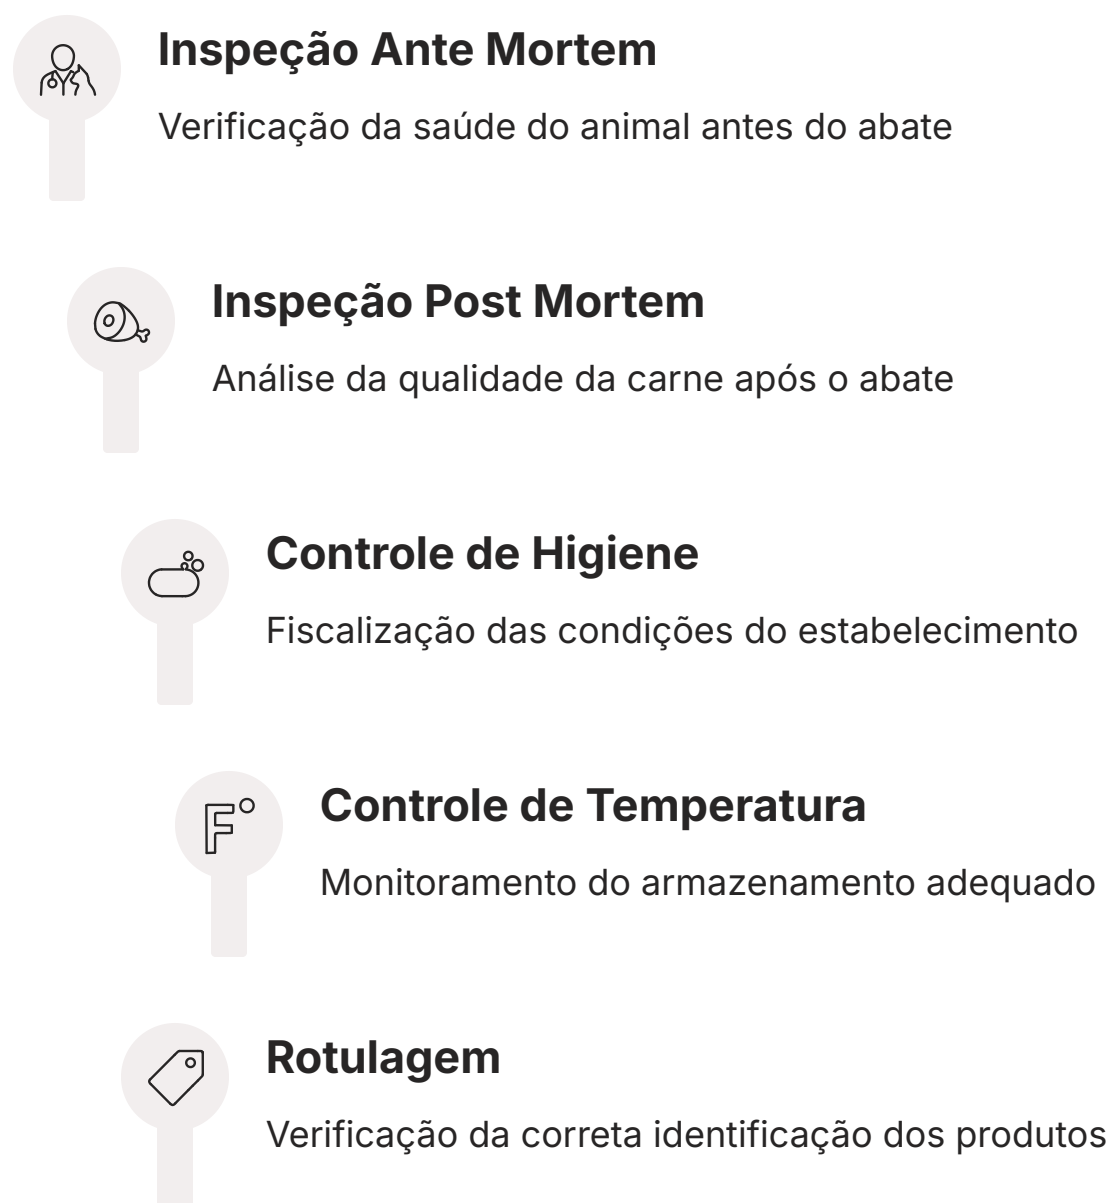 Inspeção Ante Mortem
Verificação da saúde do animal antes do abate
Inspeção Post Mortem
Análise da qualidade da carne após o abate
Controle de Higiene
Fiscalização das condições do estabelecimento
F°
Controle de Temperatura
Monitoramento do armazenamento adequado
Rotulagem
Verificação da correta identificação dos produtos